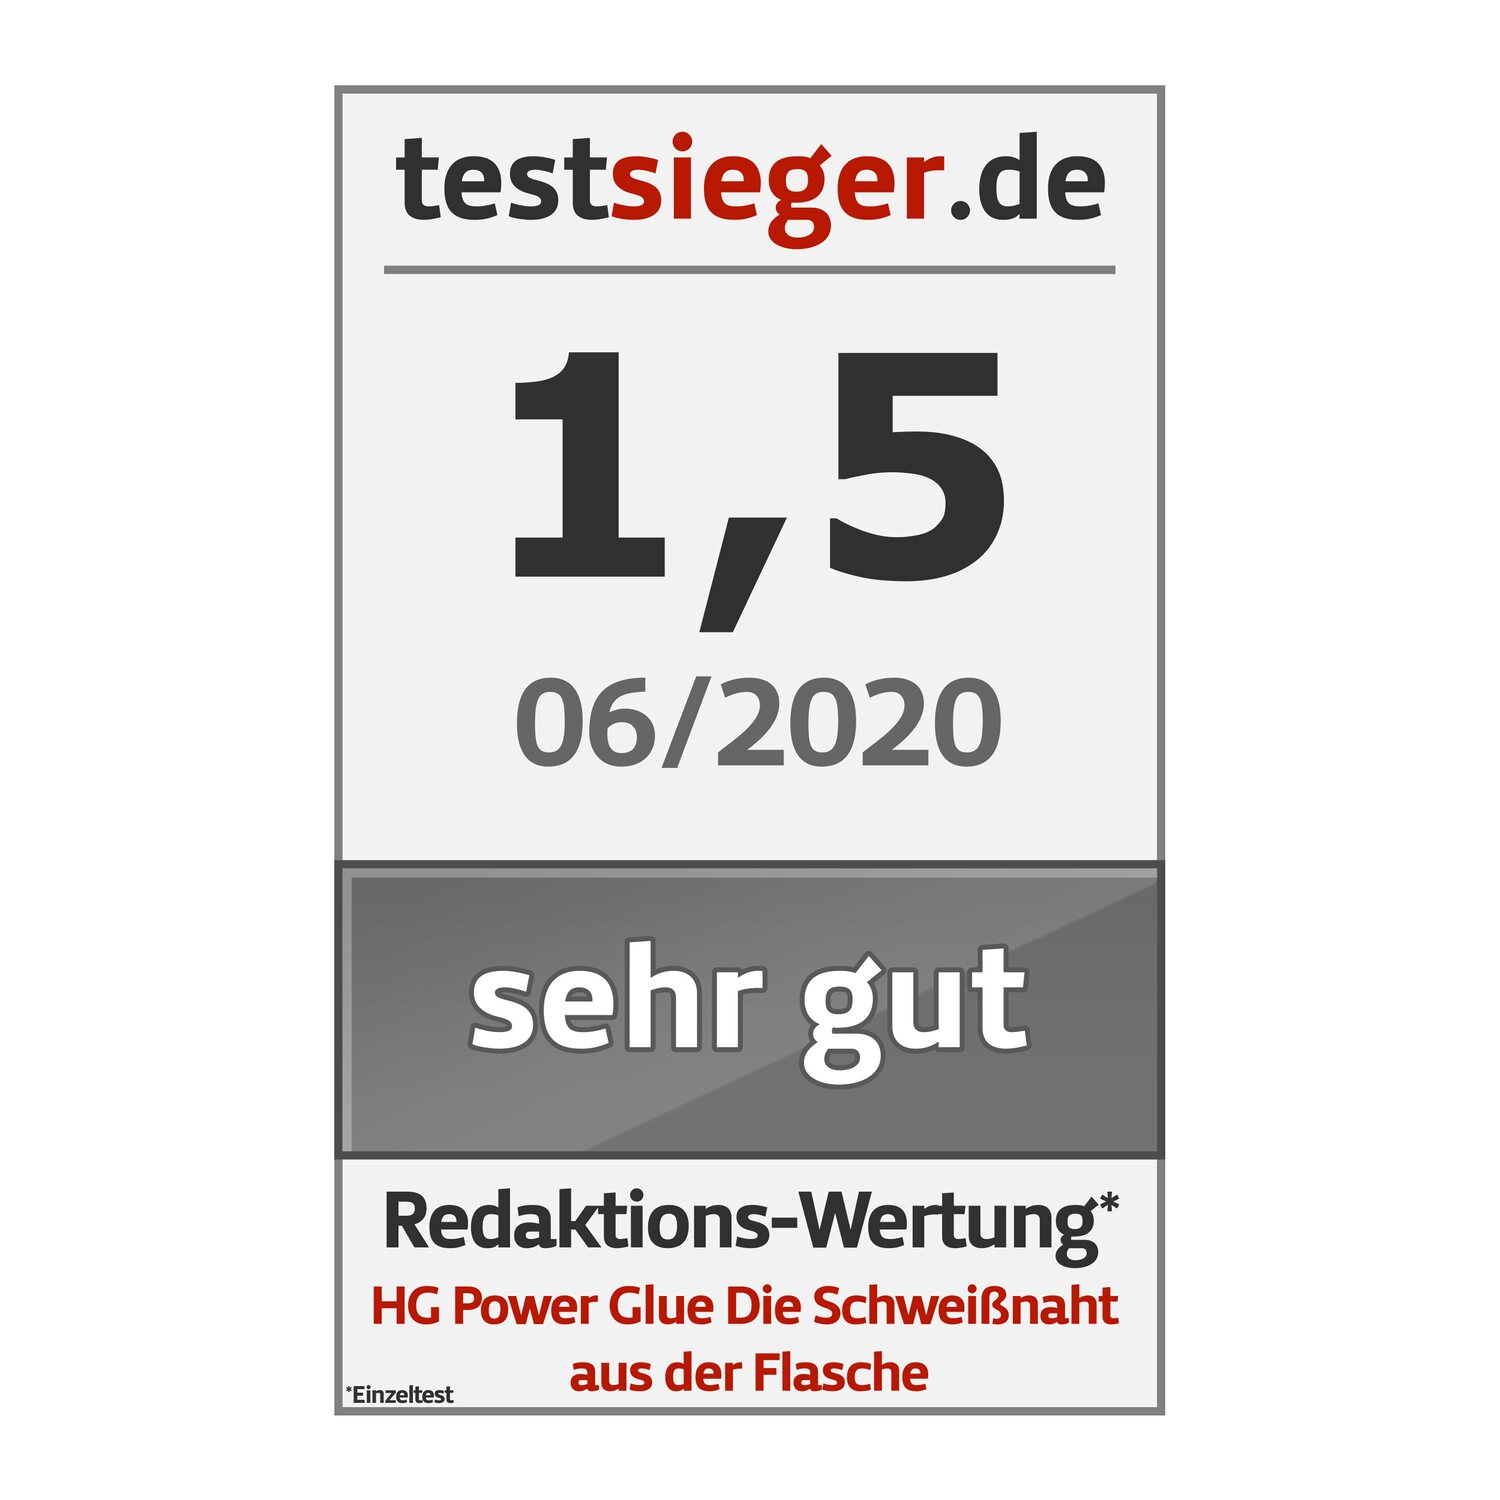 testsieger.de
1,5
06/2020
sehr gut
Redaktions-Wertung*
HG Power Glue Die Schweißnaht
aus der Flasche
*Einzeltest